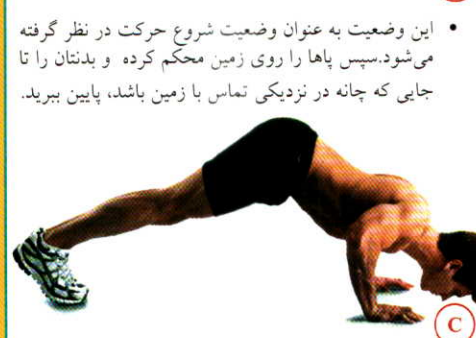 • این وضعیت به عنوان وضعیت شروع حرکت در نظر گرفته
می‌شود.سپس پاها را روی زمین محکم کرده و بدنتان را تا
جایی که چانه در نزدیکی تماس با زمین باشد، پایین ببرید.
C